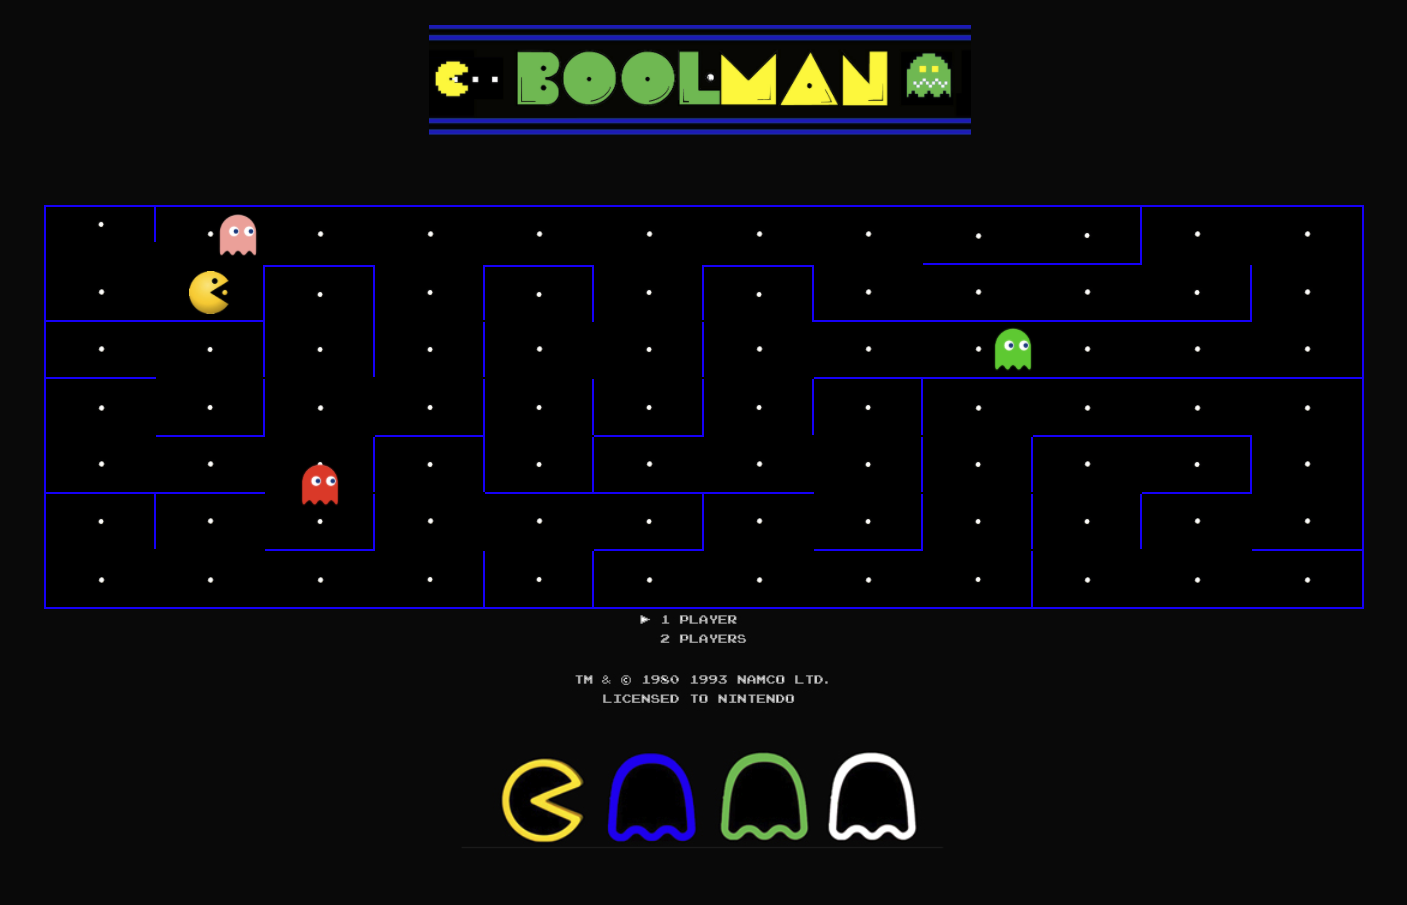 BOOLMAN
1 PLAYER
2 PLAYERS
TM & © 1980 1993 NAMCO LTD.
LICENSED TO NINTENDO